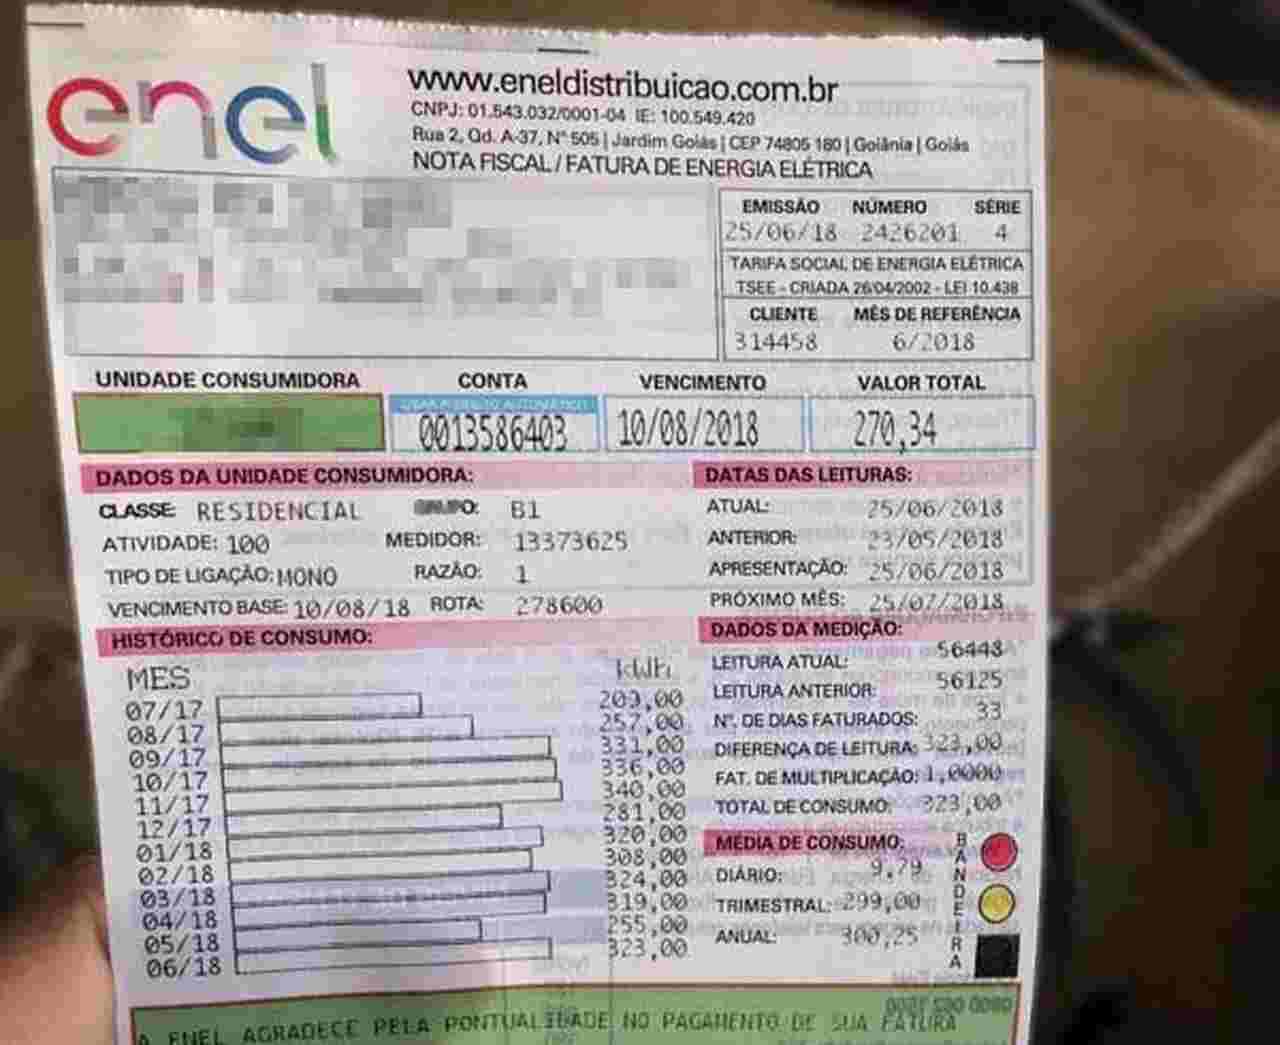 enel
www.eneldistribuicao.com.br
CNPJ: 01.543.032/0001-04 IE: 100.549.420
Rua 2, Qd. A-37, Nº 505 | Jardim Goiás | CEP 74805 180 | Goiânia | Goiás
NOTA FISCAL / FATURA DE ENERGIA ELÉTRICA
EMISSÃO NÚMERO SÉRIE
25/06/18 2426201 4
TARIFA SOCIAL DE ENERGIA ELÉTRICA
TSEE - CRIADA 26/04/2002 - LEI 10.438
CLIENTE MÊS DE REFERÊNCIA
314458 6/2018
UNIDADE CONSUMIDORA CONTA VENCIMENTO VALOR TOTAL
0013586403 10/08/2018 270,34
DADOS DA UNIDADE CONSUMIDORA:
CLASSE: RESIDENCIAL GRUPO: B1
ATIVIDADE: 100 MEDIDOR: 13373625
TIPO DE LIGAÇÃO: MONO RAZÃO: 1
VENCIMENTO BASE: 10/08/18 ROTA: 278600
DATAS DAS LEITURAS:
ATUAL: 25/06/2018
ANTERIOR: 23/05/2018
APRESENTAÇÃO: 25/06/2018
PRÓXIMO MÊS: 25/07/2018
HISTÓRICO DE CONSUMO:
MES kWh
07/17 209,00
08/17 257,00
09/17 331,00
10/17 336,00
11/17 340,00
12/17 281,00
01/18 320,00
02/18 308,00
03/18 324,00
04/18 319,00
05/18 255,00
06/18 323,00
DADOS DA MEDIÇÃO:
LEITURA ATUAL: 56448
LEITURA ANTERIOR: 56125
Nº. DE DIAS FATURADOS: 33
DIFERENÇA DE LEITURA: 323,00
FAT. DE MULTIPLICAÇÃO: 1,0000
TOTAL DE CONSUMO: 323,00
MÉDIA DE CONSUMO:
DIÁRIO: 9,79
TRIMESTRAL: 299,00
ANUAL: 300,25
BANDEIRA
A ENEL AGRADECE PELA PONTUALIDADE NO PAGAMENTO DE SUA FATURA